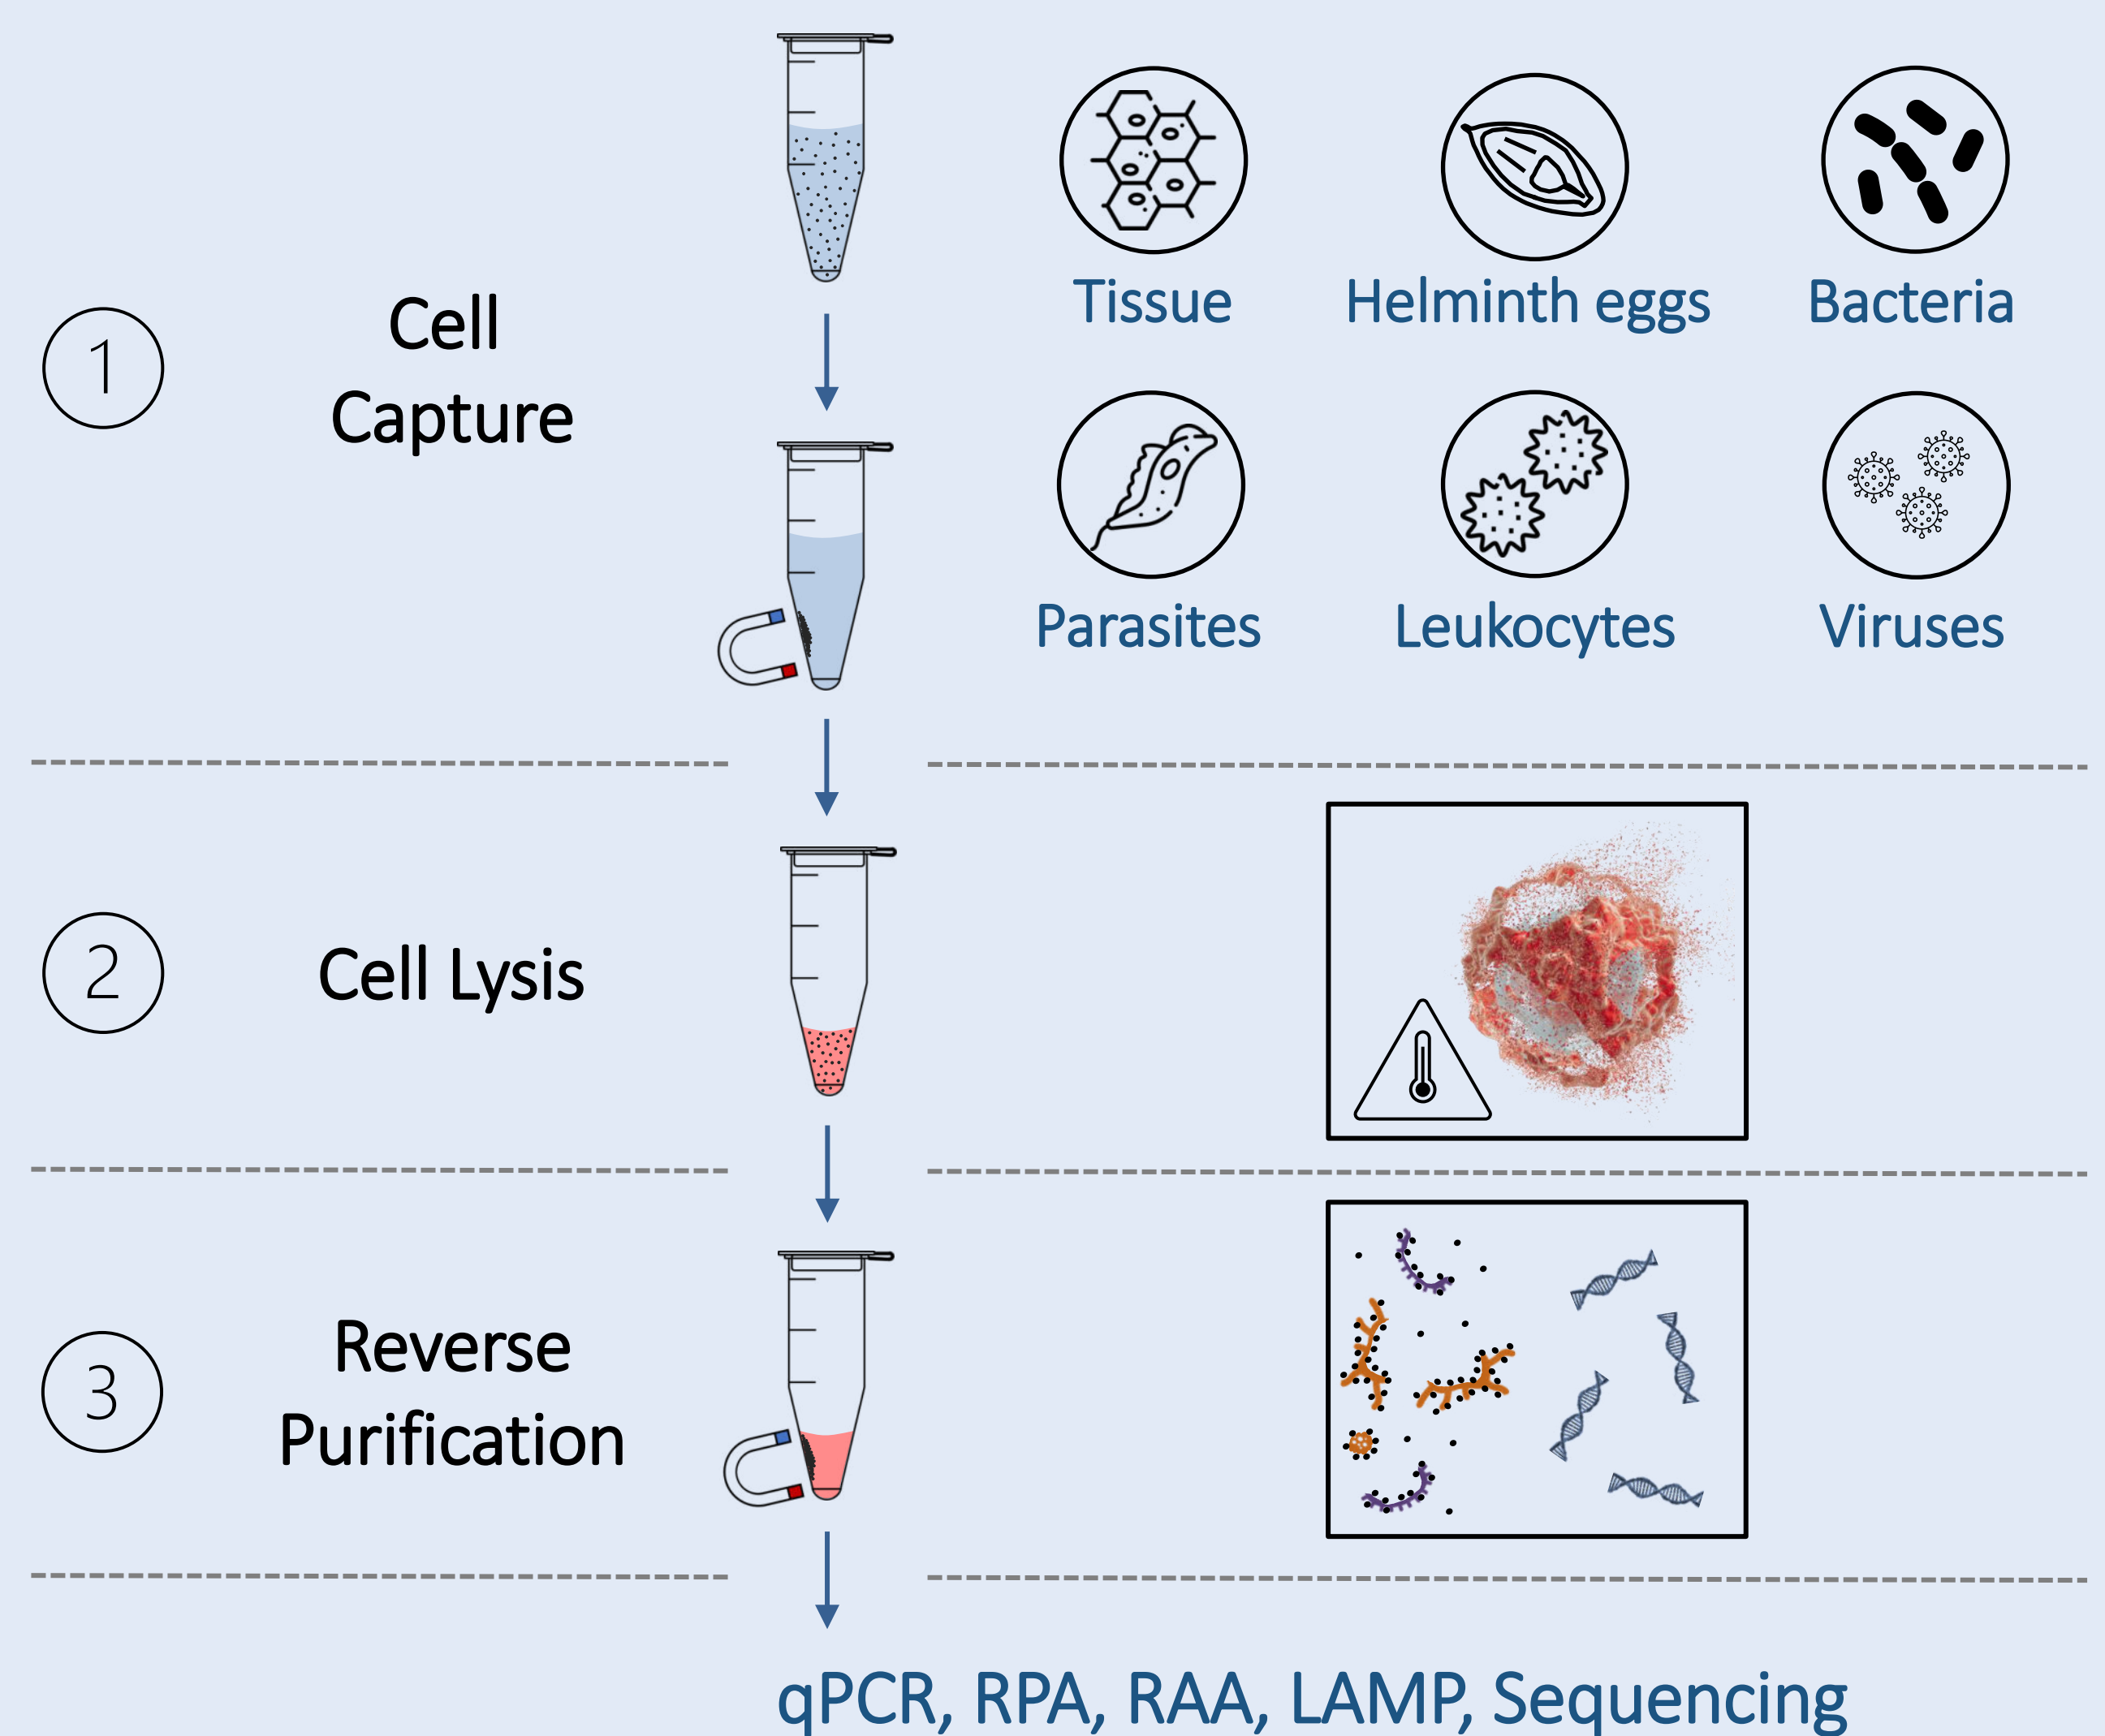 1
Cell
Capture
Tissue
Helminth eggs
Bacteria
Parasites
Leukocytes
Viruses
2
Cell Lysis
3
Reverse
Purification
qPCR, RPA, RAA, LAMP, Sequencing